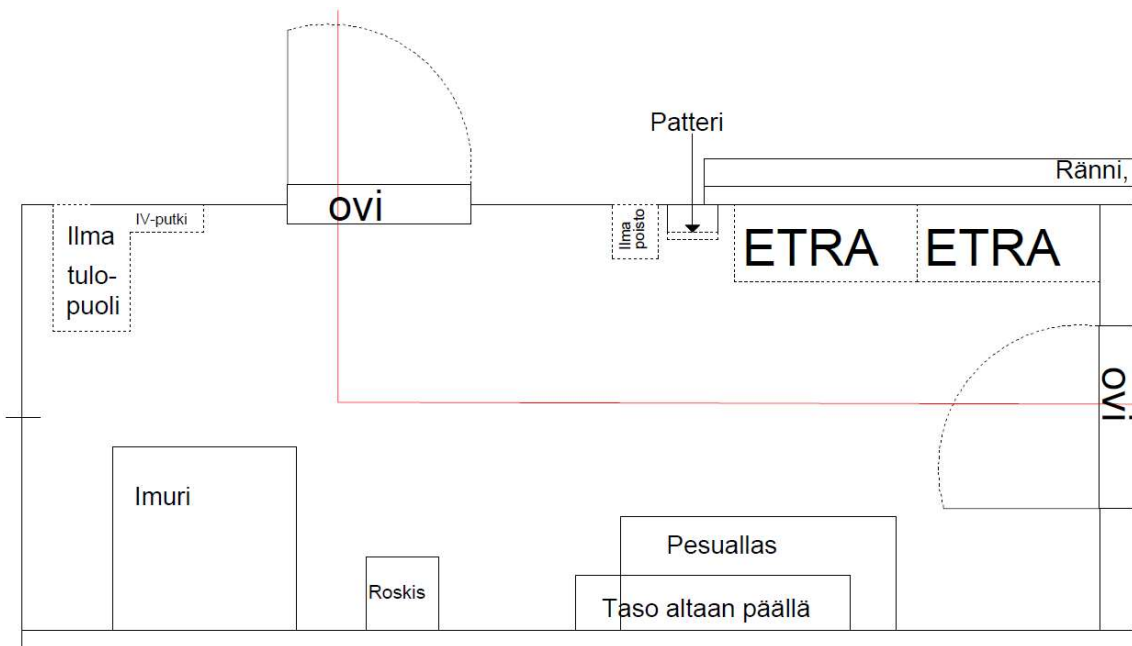 Patteri
Ränni,
ovi
IV-putki
Ilma
tulo-
puoli
Ilma
poisto
ETRA
ETRA
ovi
Imuri
Pesuallas
Roskis
Taso altaan päällä